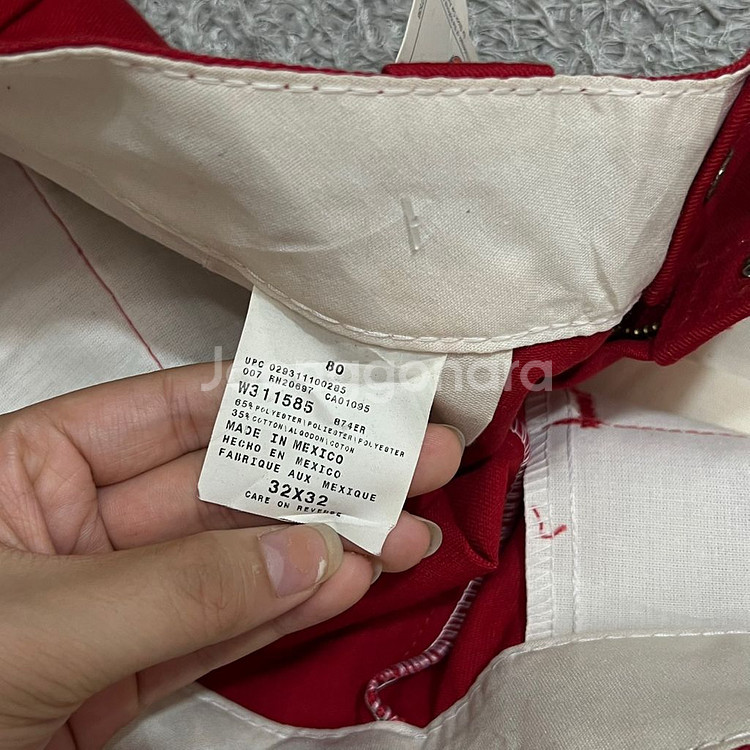 80
UPC 029311100285
007 RN20697 CA01095
W311585 874ER
65% POLYESTER\POLIESTER\POLYESTER
35% COTTON\ALGODON\COTON
MADE IN MEXICO
HECHO EN MEXICO
FABRIQUE AUX MEXIQUE
32X32
CARE ON REVERSE